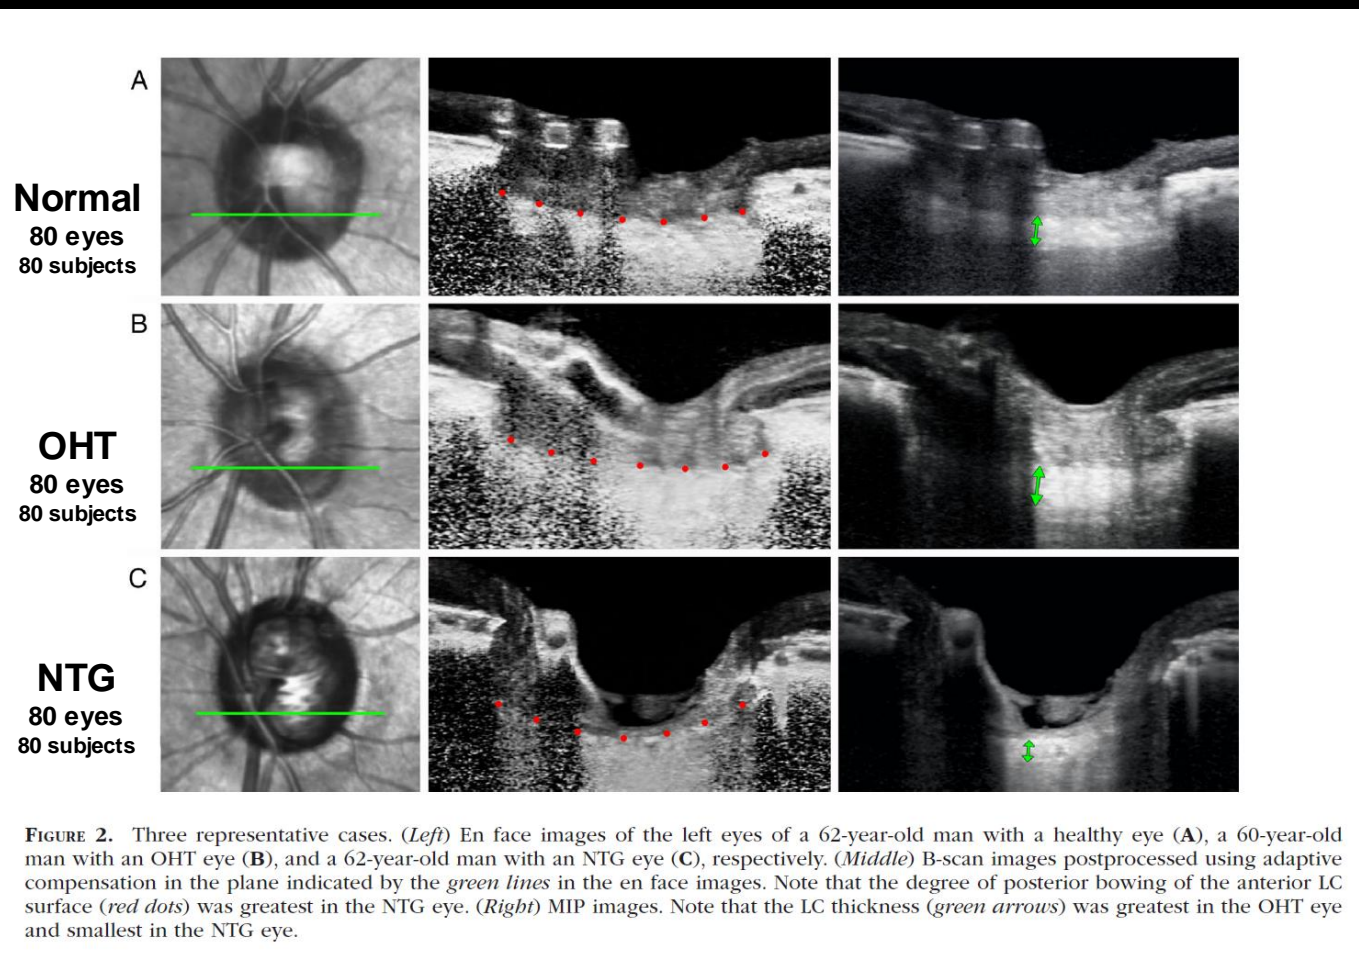 A
Normal
80 eyes
80 subjects
B
OHT
80 eyes
80 subjects
C
NTG
80 eyes
80 subjects
FIGURE 2. Three representative cases. (Left) En face images of the left eyes of a 62-year-old man with a healthy eye (A), a 60-year-old
man with an OHT eye (B), and a 62-year-old man with an NTG eye (C), respectively. (Middle) B-scan images postprocessed using adaptive
compensation in the plane indicated by the green lines in the en face images. Note that the degree of posterior bowing of the anterior LC
surface (red dots) was greatest in the NTG eye. (Right) MIP images. Note that the LC thickness (green arrows) was greatest in the OHT eye
and smallest in the NTG eye.